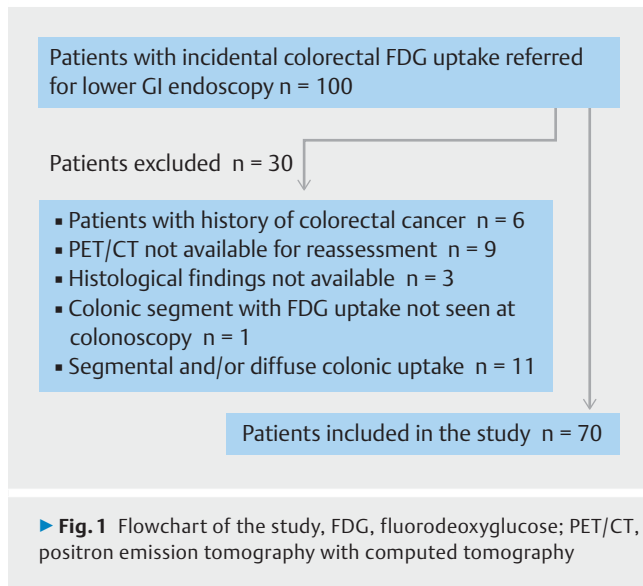 Patients with incidental colorectal FDG uptake referred
for lower GI endoscopy n = 100
Patients excluded n = 30
▪ Patients with history of colorectal cancer n = 6
▪ PET/CT not available for reassessment n = 9
▪ Histological findings not available n = 3
▪ Colonic segment with FDG uptake not seen at
colonoscopy n = 1
▪ Segmental and/or diffuse colonic uptake n = 11
Patients included in the study n = 70
▶ Fig. 1 Flowchart of the study, FDG, fluorodeoxyglucose; PET/CT,
positron emission tomography with computed tomography